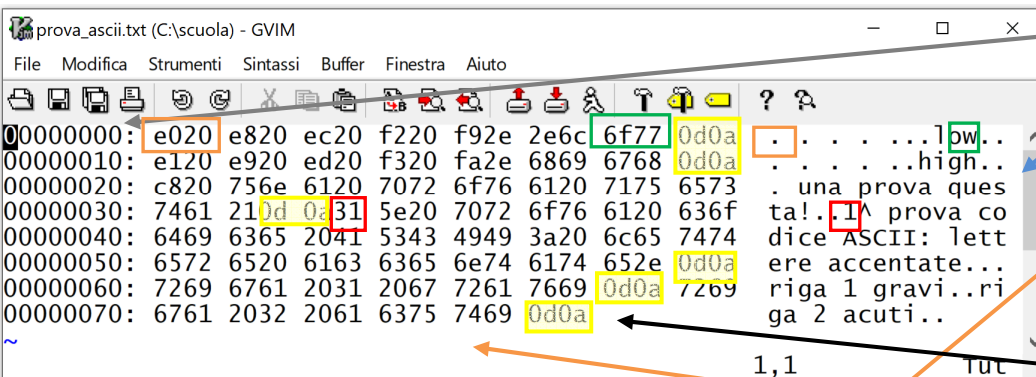 prova_ascii.txt (C:\scuola) - GVIM
File Modifica Strumenti Sintassi Buffer Finestra Aiuto
00000000: e020 e820 ec20 f220 f92e 2e6c 6f77 0d0a . . . . ...low..
00000010: e120 e920 ed20 f320 fa2e 6869 6768 0d0a . . . . ..high..
00000020: c820 756e 6120 7072 6f76 6120 7175 6573 . una prova ques
00000030: 7461 210d 0a31 5e20 7072 6f76 6120 636f ta!..1^ prova co
00000040: 6469 6365 2041 5343 4949 3a20 6c65 7474 dice ASCII: lett
00000050: 6572 6520 6163 6365 6e74 6174 652e 0d0a ere accentate...
00000060: 7269 6761 2031 2067 7261 7669 0d0a 7269 riga 1 gravi..ri
00000070: 6761 2032 2061 6375 7469 0d0a ga 2 acuti..
~
1,1 Tut